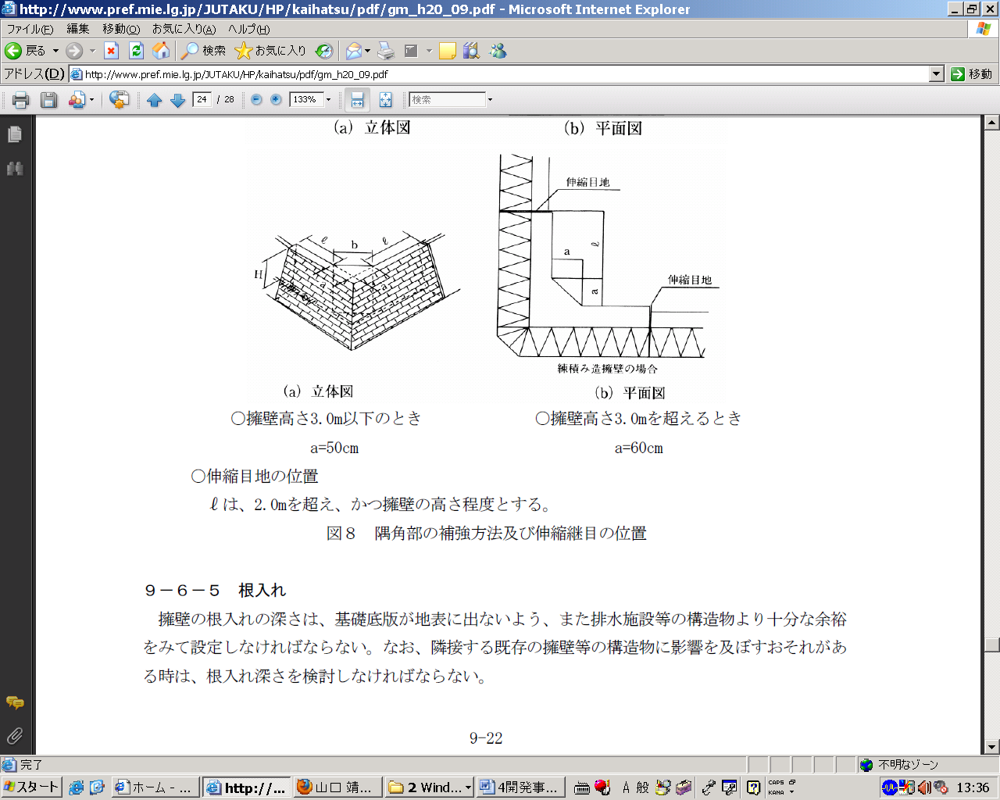 http://www.pref.mie.lg.jp/JUTAKU/HP/kaihatsu/pdf/gm_h20_09.pdf - Microsoft Internet Explorer
ファイル(F) 編集 移動(O) お気に入り(A) ヘルプ(H)
戻る 検索 お気に入り
アドレス(D) http://www.pref.mie.lg.jp/JUTAKU/HP/kaihatsu/pdf/gm_h20_09.pdf 移動
24 / 28 133% 検索
(a) 立体図 (b) 平面図
伸縮目地
ℓ b ℓ
H a a
a ℓ
a
伸縮目地
練積み造擁壁の場合
(a) 立体図 (b) 平面図
○擁壁高さ3.0m以下のとき ○擁壁高さ3.0mを超えるとき
a=50cm a=60cm
○伸縮目地の位置
ℓは、2.0mを超え、かつ擁壁の高さ程度とする。
図８ 隅角部の補強方法及び伸縮継目の位置
９－６－５ 根入れ
擁壁の根入れの深さは、基礎底版が地表に出ないよう、また排水施設等の構造物より十分な余裕
をみて設定しなければならない。なお、隣接する既存の擁壁等の構造物に影響を及ぼすおそれがあ
る時は、根入れ深さを検討しなければならない。
9-22
完了 不明なゾーン
スタート ホーム - ... http://... 山口 靖... 2 Wind... 4開発事... A 般 CAPS KANA 13:36